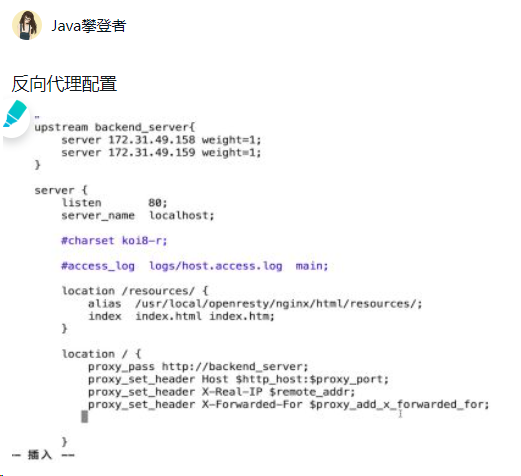 Java攀登者
反向代理配置
upstream backend_server{
server 172.31.49.158 weight=1;
server 172.31.49.159 weight=1;
}
server {
listen 80;
server_name localhost;
#charset koi8-r;
#access_log logs/host.access.log main;
location /resources/ {
alias /usr/local/openresty/nginx/html/resources/;
index index.html index.htm;
}
location / {
proxy_pass http://backend_server;
proxy_set_header Host $http_host:$proxy_port;
proxy_set_header X-Real-IP $remote_addr;
proxy_set_header X-Forwarded-For $proxy_add_x_forwarded_for;
}
-- 插入 --